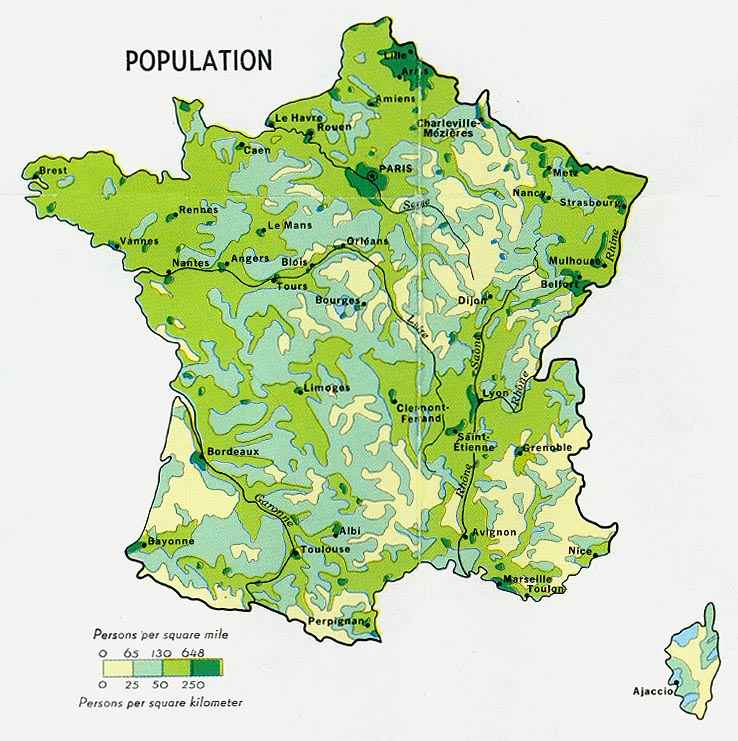 POPULATION
Lille
Arras
Amiens
Le Havre
Rouen
Charleville-
Mézières
Caen
PARIS
Metz
Brest
Nancy
Strasbourg
Seine
Rennes
Le Mans
Vannes
Orléans
Rhine
Nantes
Angers
Blois
Mulhouse
Tours
Belfort
Bourges
Dijon
Loire
Saône
Rhône
Limoges
Lyon
Clermont-
Ferrand
Saint-
Étienne
Grenoble
Bordeaux
Rhône
Garonne
Albi
Avignon
Bayonne
Toulouse
Nice
Marseille
Toulon
Perpignan
Persons per square mile
0 65 130 648
0 25 50 250
Persons per square kilometer
Ajaccio